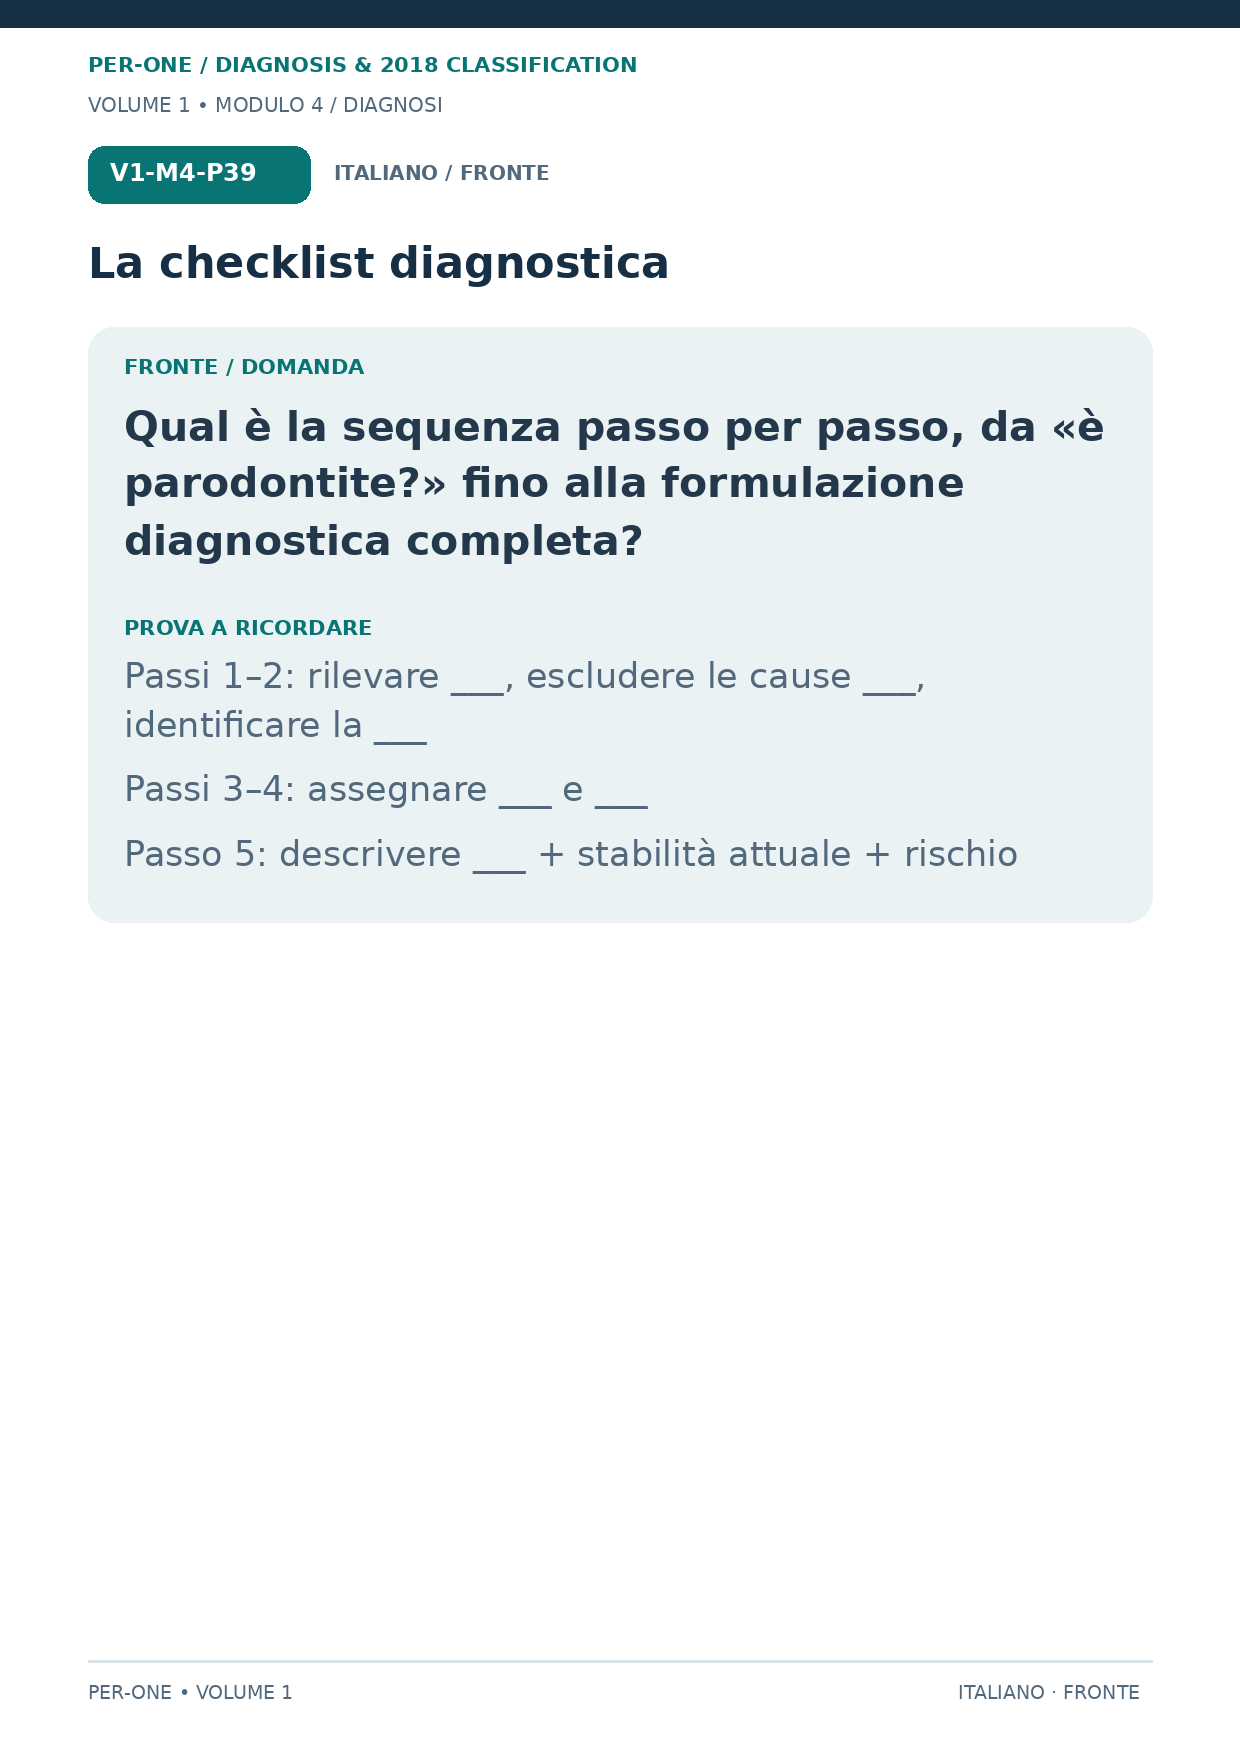 PER-ONE / DIAGNOSIS & 2018 CLASSIFICATION
VOLUME 1 • MODULO 4 / DIAGNOSI
V1-M4-P39
ITALIANO / FRONTE
La checklist diagnostica
FRONTE / DOMANDA
Qual è la sequenza passo per passo, da «è
parodontite?» fino alla formulazione
diagnostica completa?
PROVA A RICORDARE
Passi 1–2: rilevare ___, escludere le cause ___,
identificare la ___
Passi 3–4: assegnare ___ e ___
Passo 5: descrivere ___ + stabilità attuale + rischio
PER-ONE • VOLUME 1
ITALIANO · FRONTE